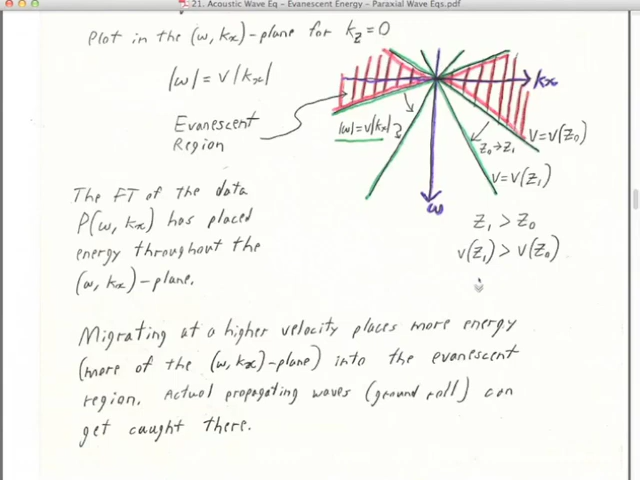 21. Acoustic Wave Eq – Evanescent Energy – Paraxial Wave Eqs.pdf
Plot in the (ω, kx)-plane for kz = 0
|ω| = v|kx|
Evanescent
Region
kx
|ω| = v|kx|
z0→z1
V = V(z0)
V = V(z1)
ω
The FT of the data
P(ω, kx) has placed
energy throughout the
(ω, kx)-plane.
z1 > z0
v(z1) > v(z0)
Migrating at a higher velocity places more energy
(more of the (ω, kx)-plane) into the evanescent
region. Actual propagating waves (ground roll) can
get caught there.